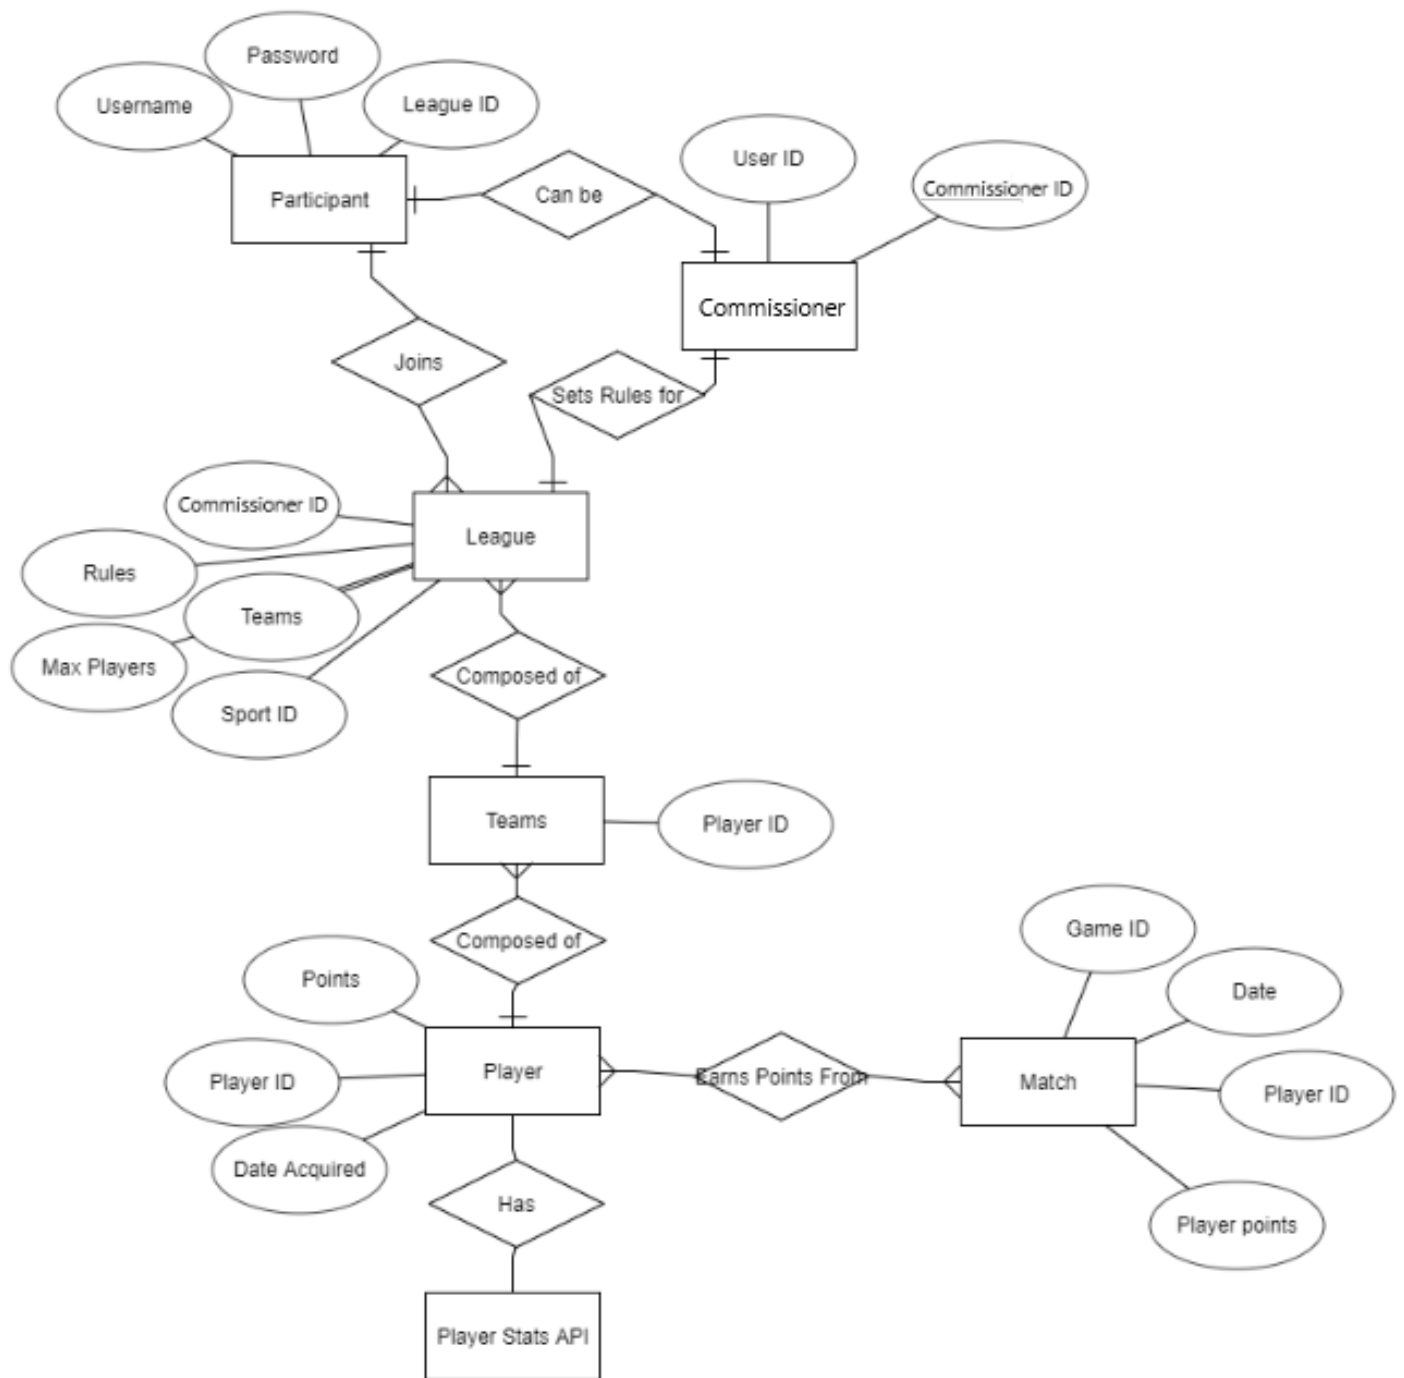 Password
Username
League ID
User ID
Commissioner ID
Participant
Can be
Commissioner
Joins
Sets Rules for
Commissioner ID
League
Rules
Teams
Max Players
Composed of
Sport ID
Teams
Player ID
Game ID
Composed of
Points
Date
Player
Earns Points From
Match
Player ID
Player ID
Date Acquired
Has
Player points
Player Stats API